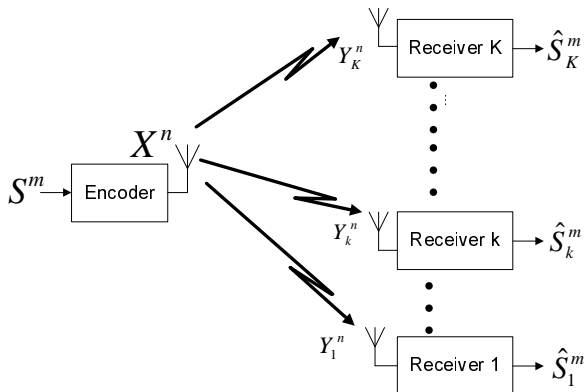 Y_K^n
Receiver K
Ŝ_K^m
X^n
S^m
Encoder
Y_k^n
Receiver k
Ŝ_k^m
Y_1^n
Receiver 1
Ŝ_1^m